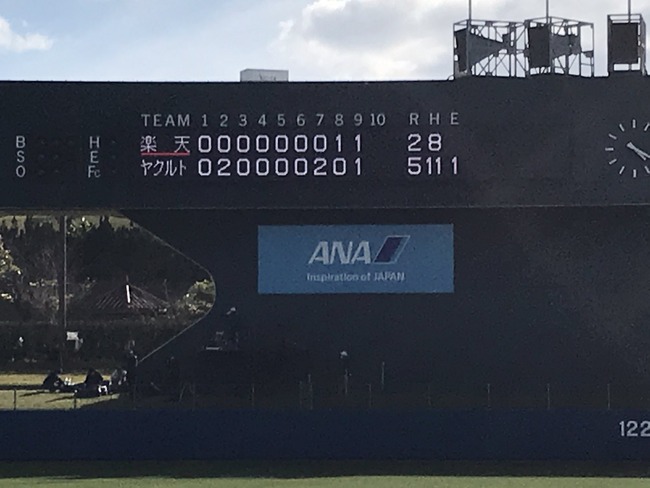 TEAM 1 2 3 4 5 6 7 8 9 10 R H E
B H 楽天 0 0 0 0 0 0 0 1 1 2 8
S E ヤクルト 0 2 0 0 0 0 2 0 1 5 11 1
O Fc
ANA
Inspiration of JAPAN
122